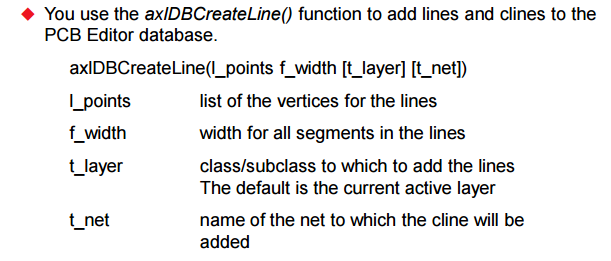 You use the axlDBCreateLine() function to add lines and clines to the
PCB Editor database.
axlDBCreateLine(l_points f_width [t_layer] [t_net])
l_points list of the vertices for the lines
f_width width for all segments in the lines
t_layer class/subclass to which to add the lines
The default is the current active layer
t_net name of the net to which the cline will be
added